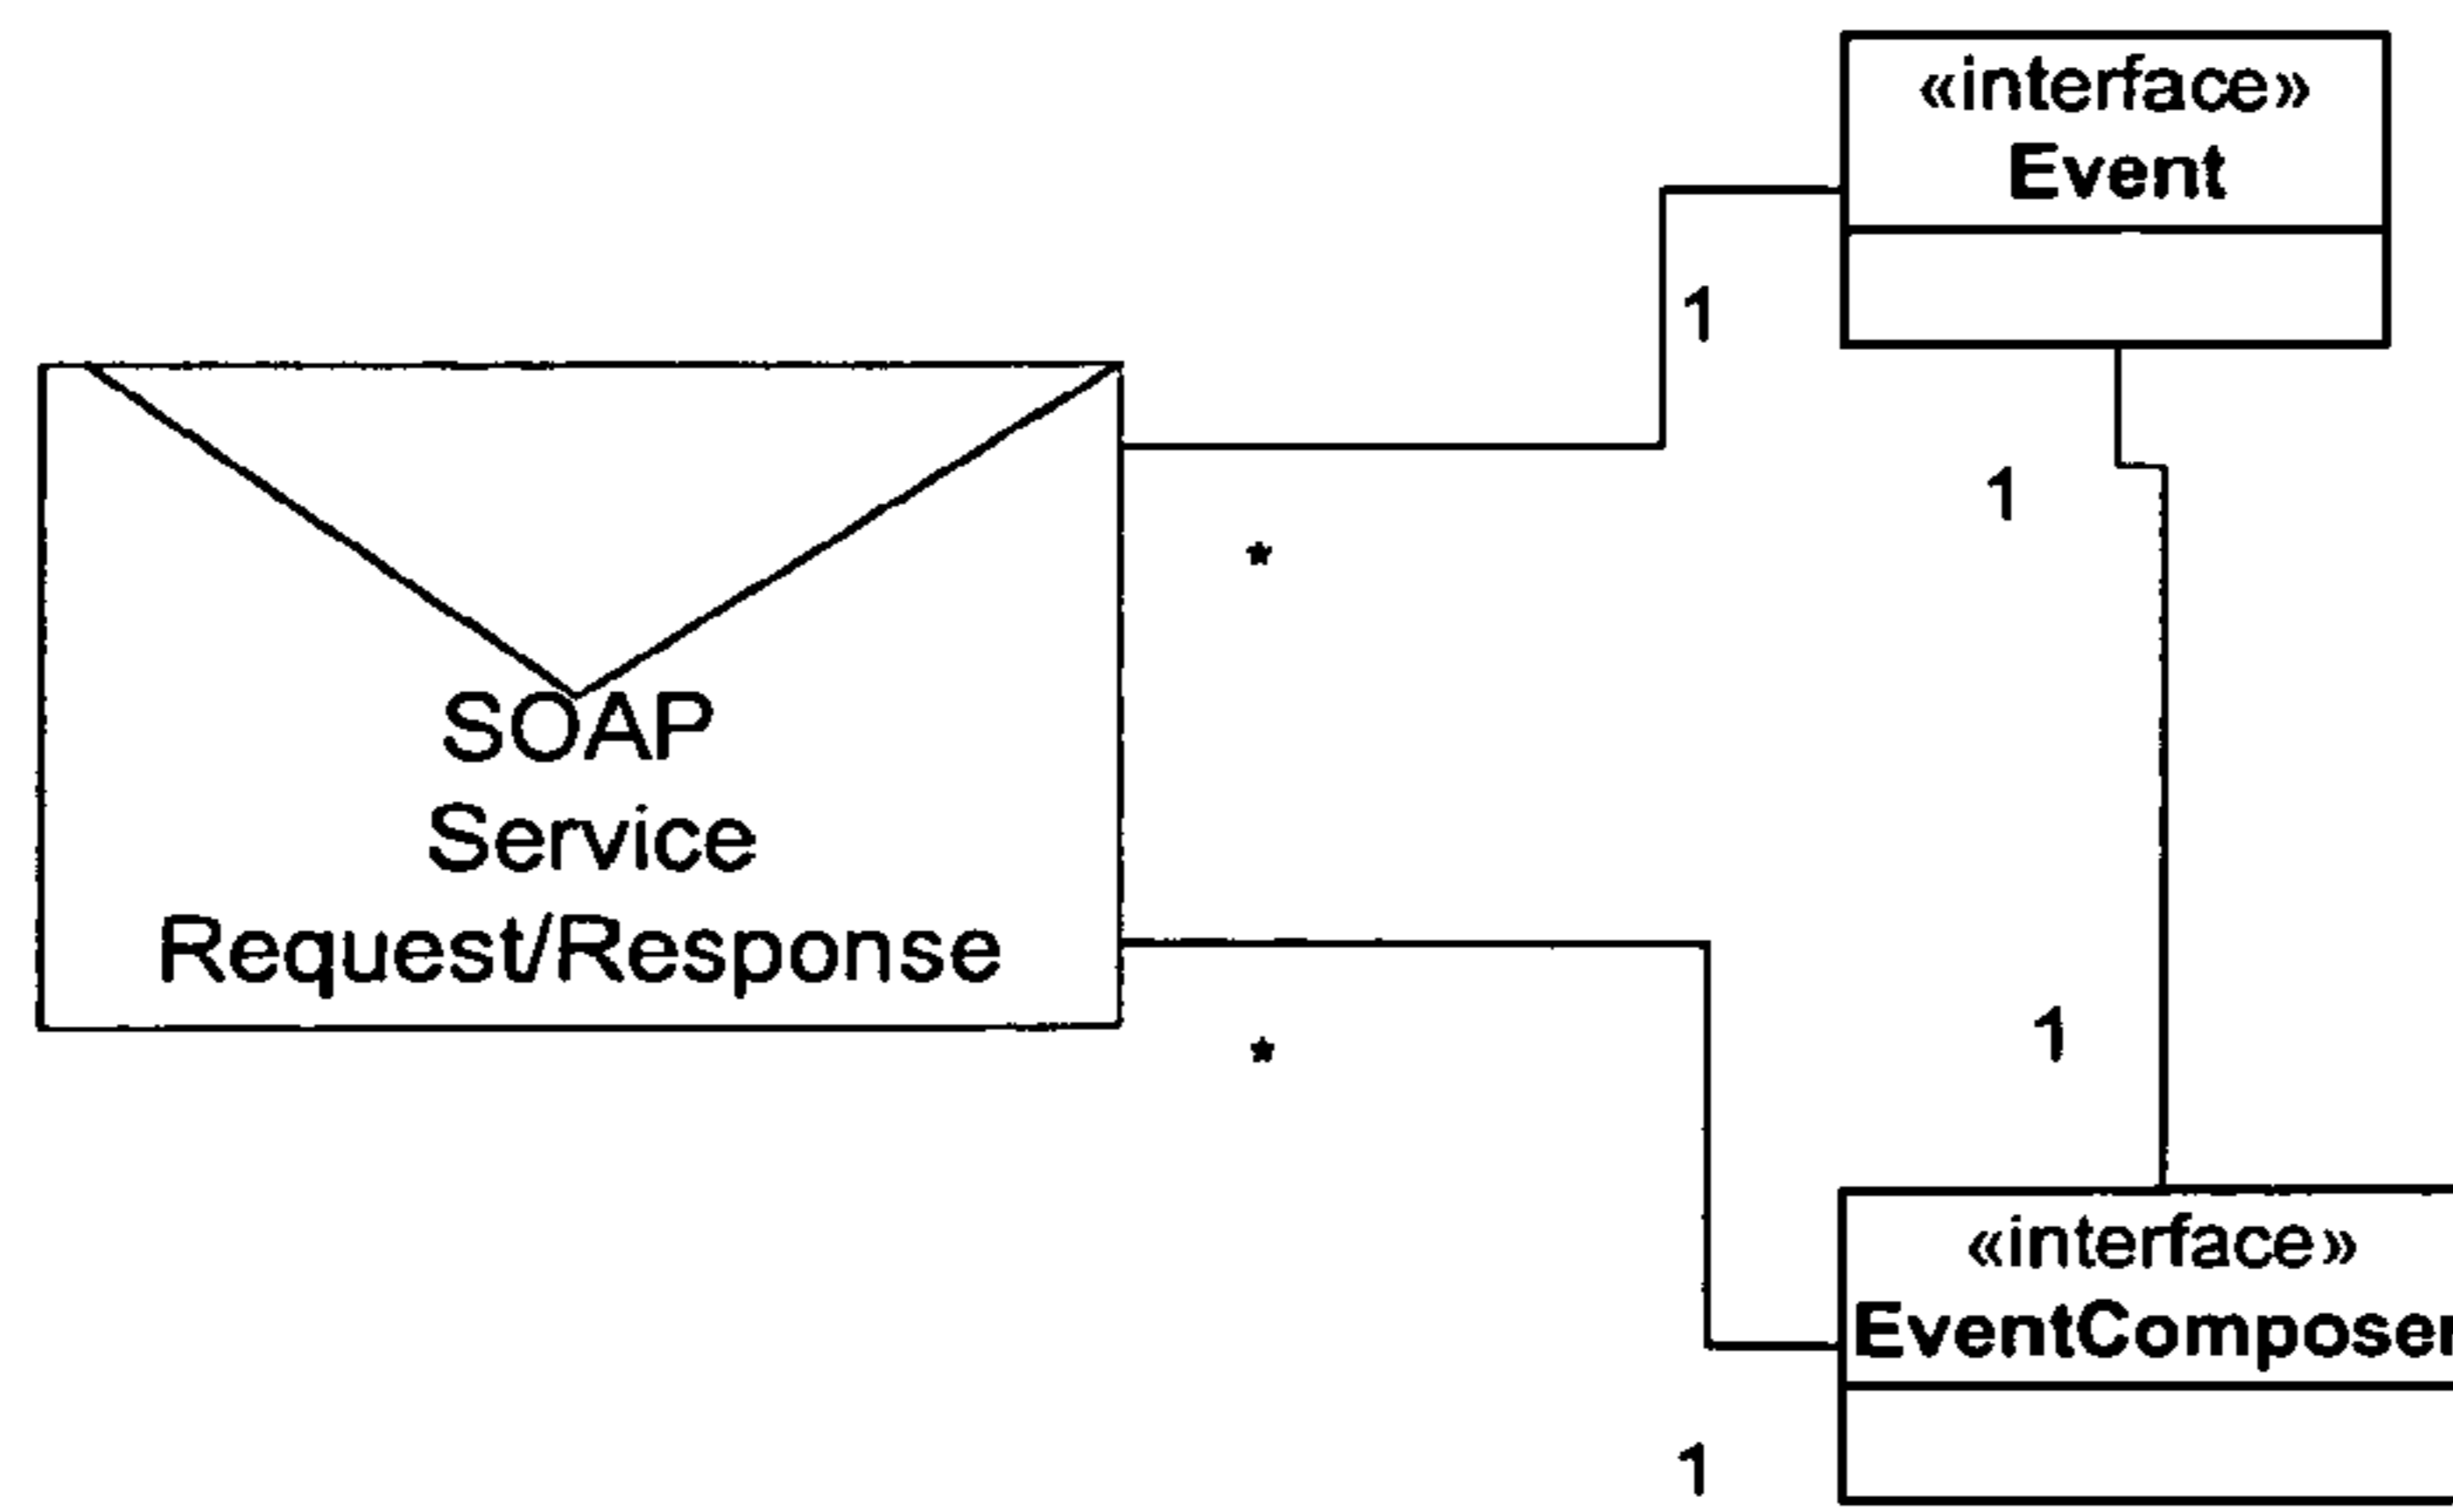 «interface»
Event
1
1
*
SOAP
Service
Request/Response
*
1
«interface»
EventComposer
1